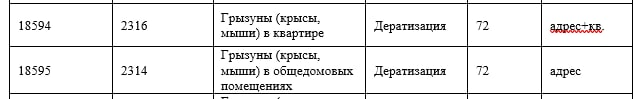 18594 2316 Грызуны (крысы, мыши) в квартире Дератизация 72 адрес+кв.
18595 2314 Грызуны (крысы, мыши) в общедомовых помещениях Дератизация 72 адрес